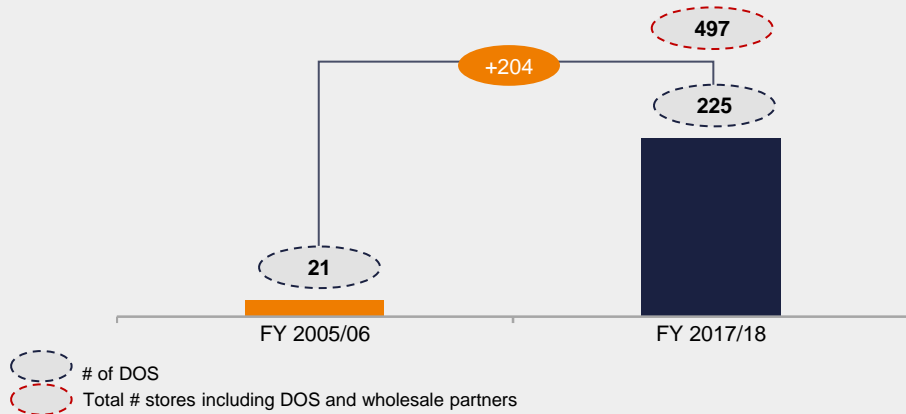 497
+204
225
21
FY 2005/06
FY 2017/18
# of DOS
Total # stores including DOS and wholesale partners